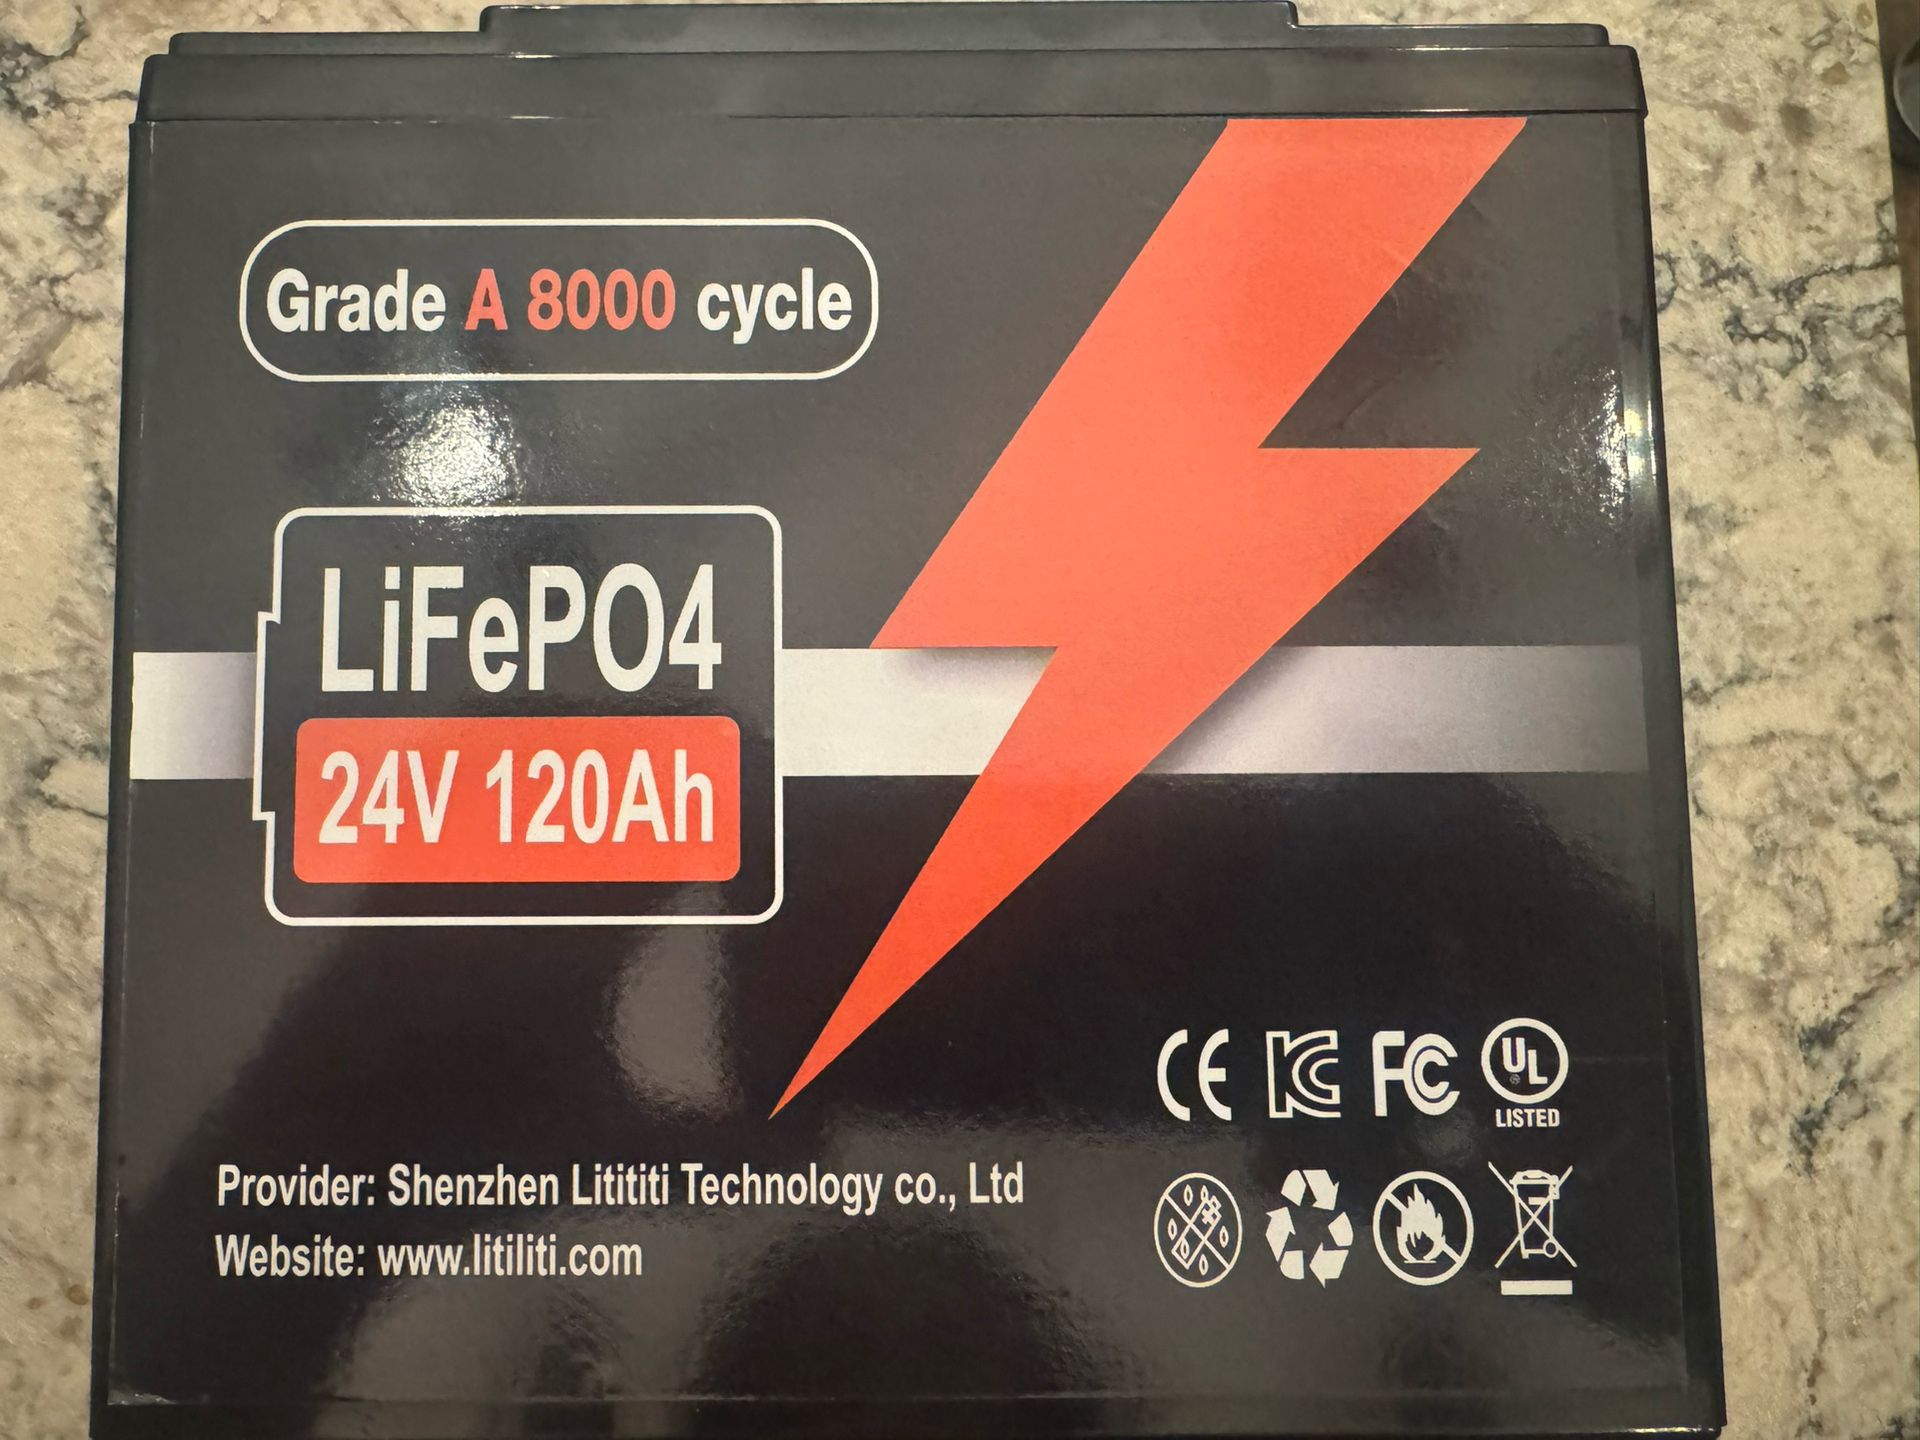 Grade A 8000 cycle
LiFePO4
24V 120Ah
CE KC FC UL
LISTED
Provider: Shenzhen Litititi Technology co., Ltd
Website: www.litiliti.com